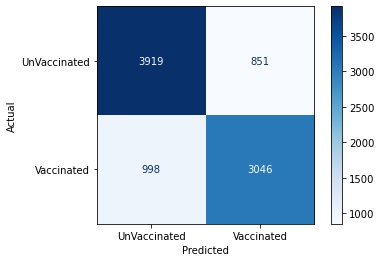 UnVaccinated
3919
851
Actual
Vaccinated
998
3046
UnVaccinated
Vaccinated
Predicted
3500
3000
2500
2000
1500
1000